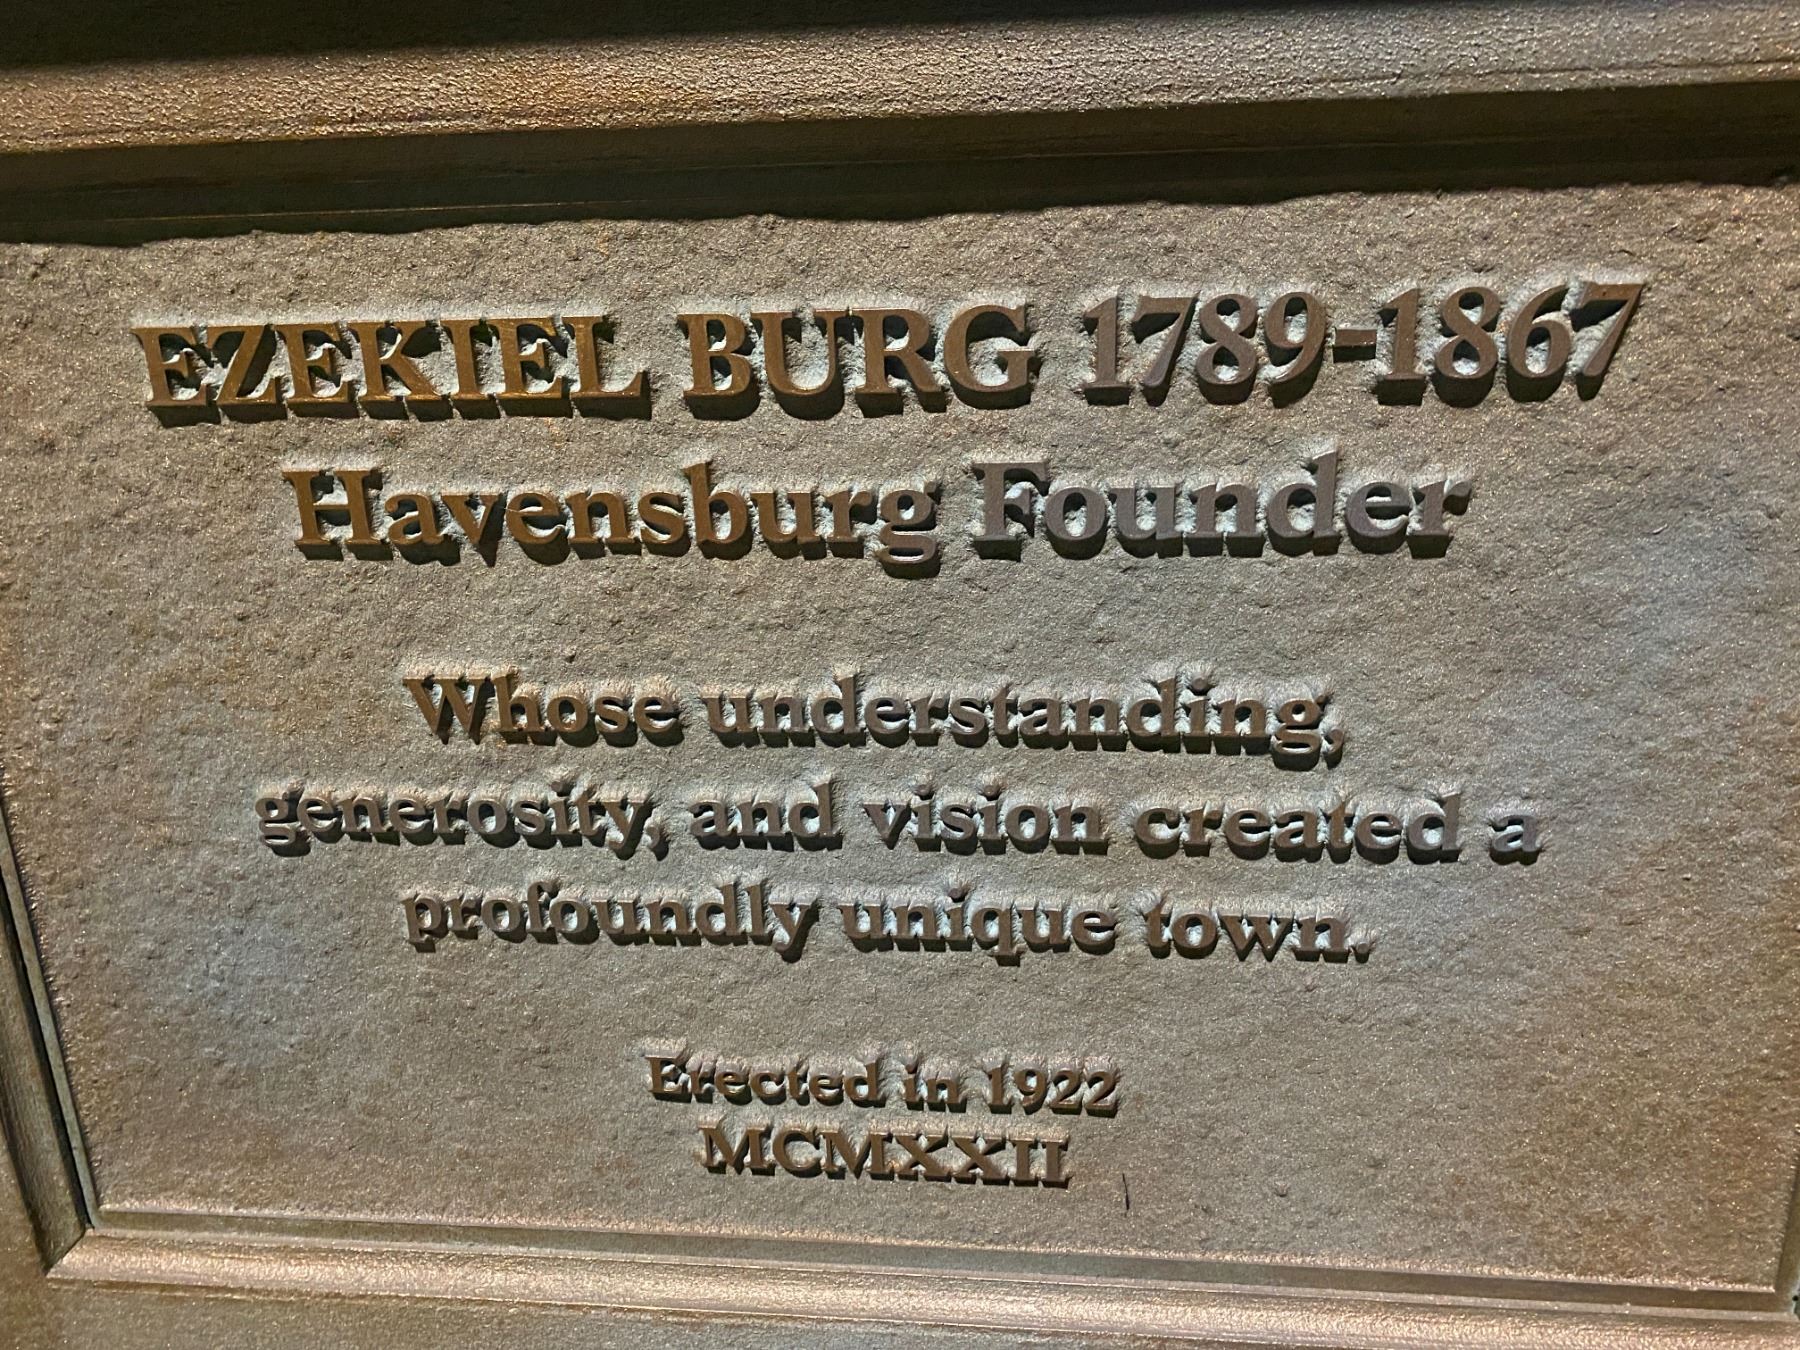 EZEKIEL BURG 1789-1867
Havensburg Founder
Whose understanding,
generosity, and vision created a
profoundly unique town.
Erected in 1922
MCMXXII